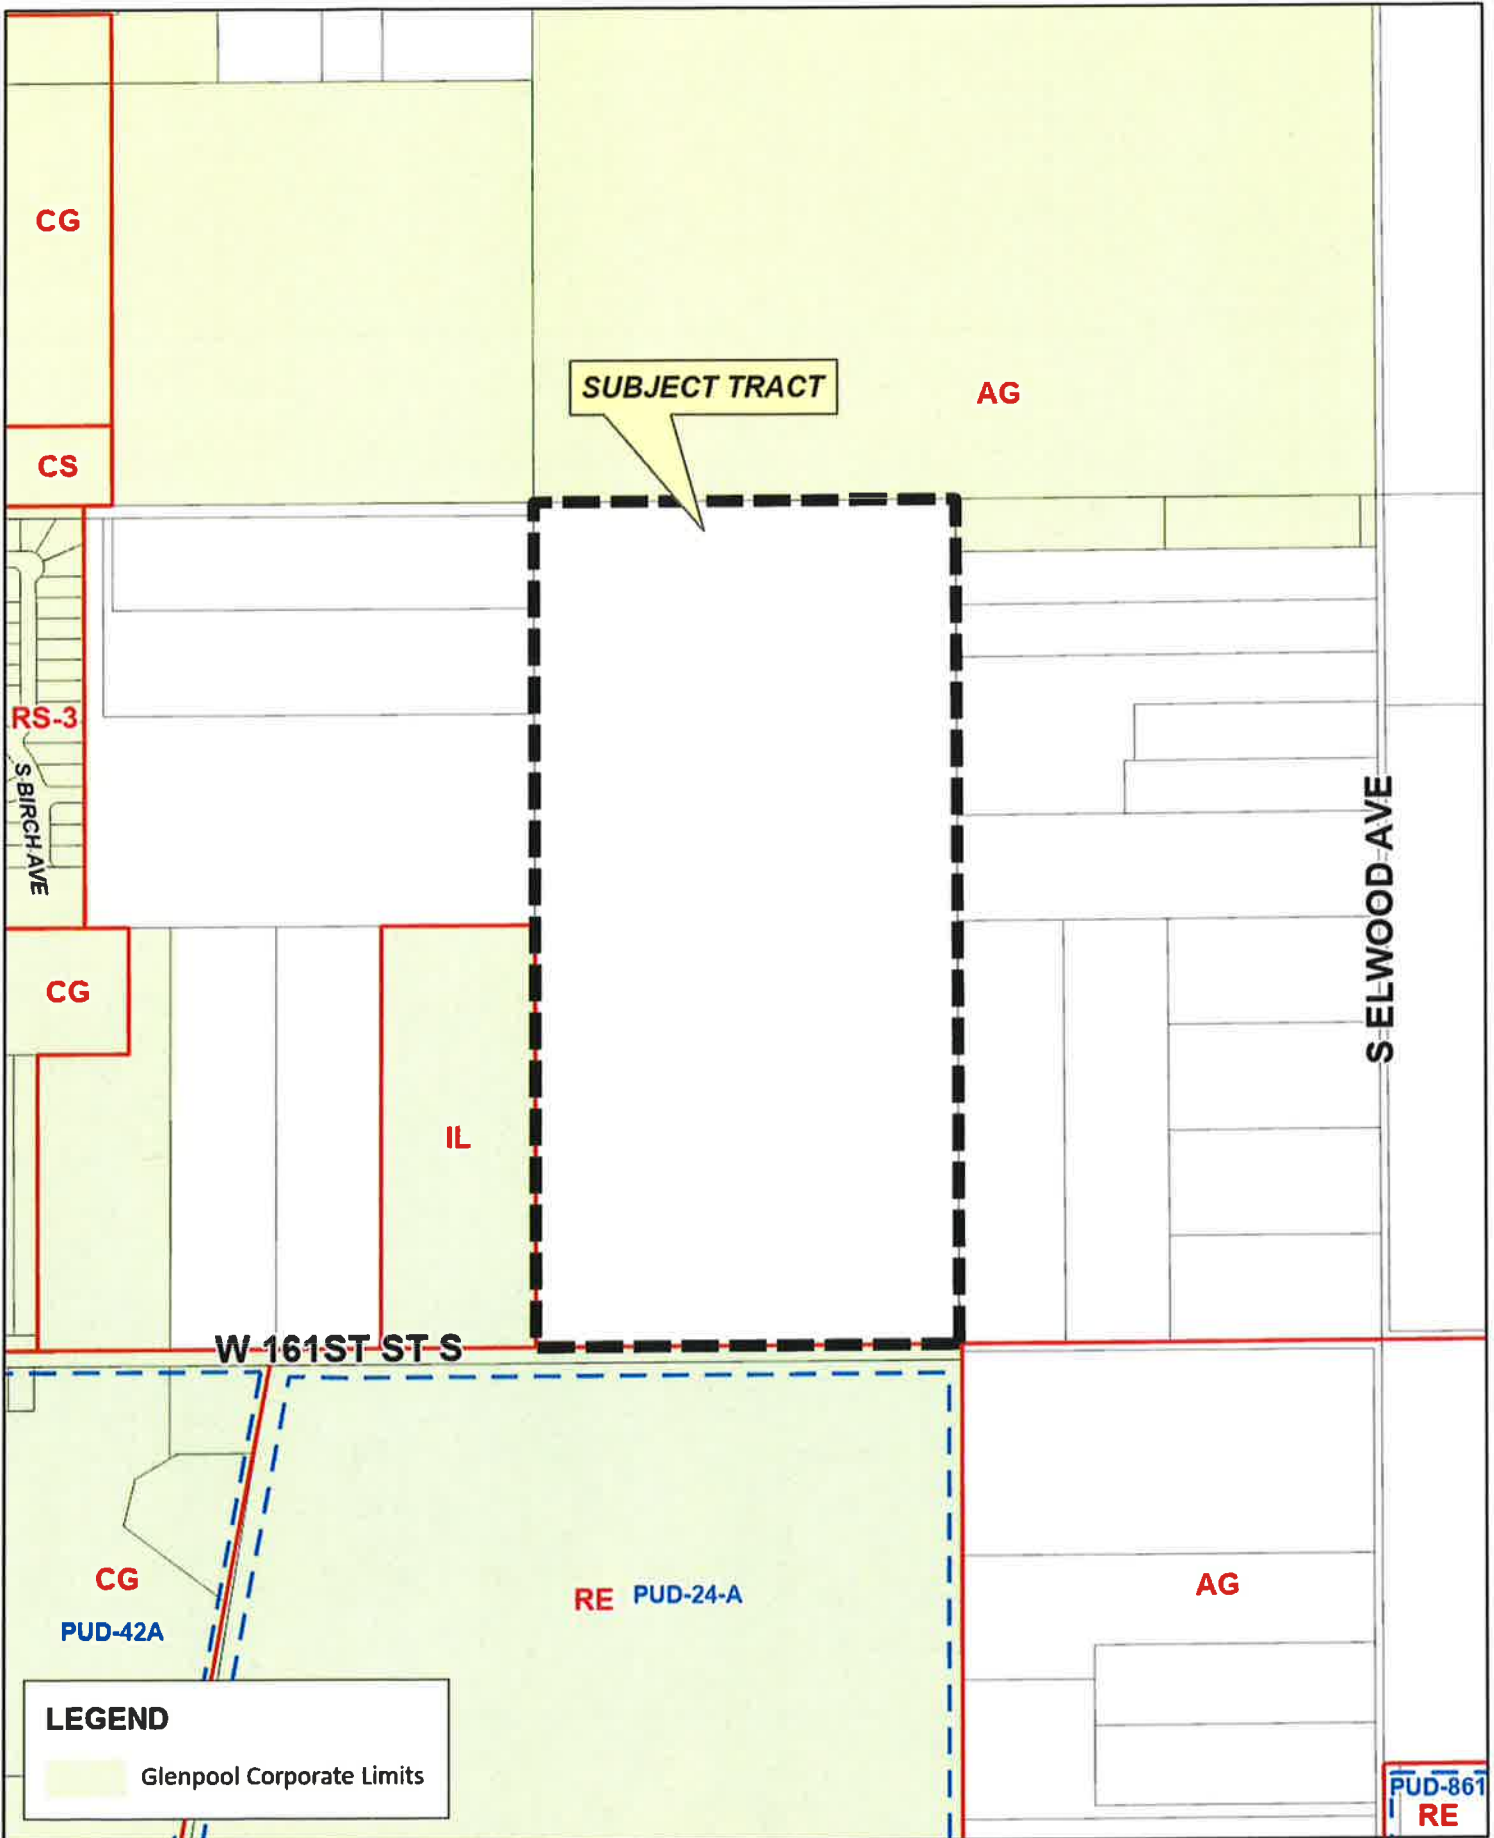 CG
SUBJECT TRACT
AG
CS
RS-3
S BIRCH AVE
S ELWOOD AVE
CG
IL
W 161ST ST S
CG
PUD-42A
RE PUD-24-A
AG
LEGEND
Glenpool Corporate Limits
PUD-861
RE